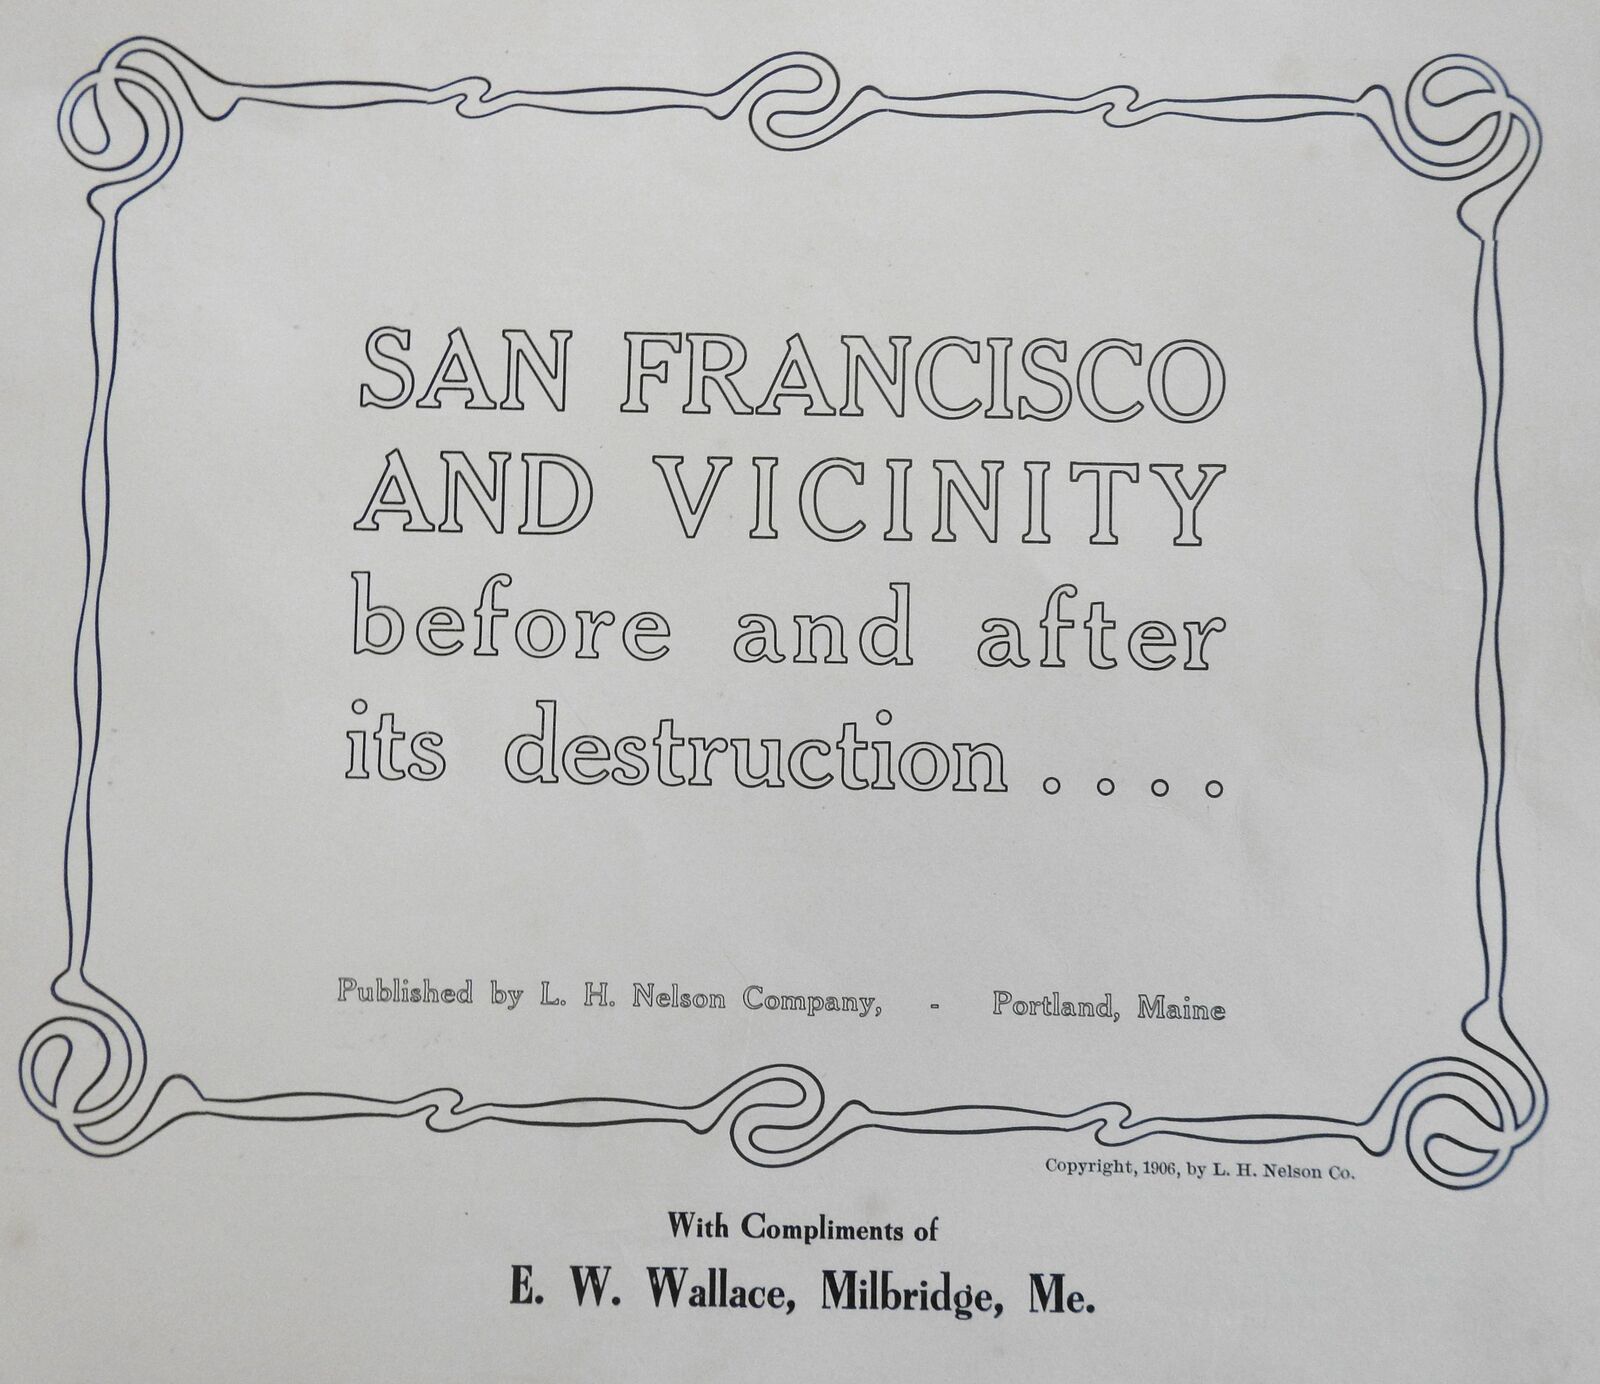 SAN FRANCISCO
AND VICINITY
before and after
its destruction . . . .
Published by L. H. Nelson Company, - Portland, Maine
Copyright, 1906, by L. H. Nelson Co.
With Compliments of
E. W. Wallace, Milbridge, Me.